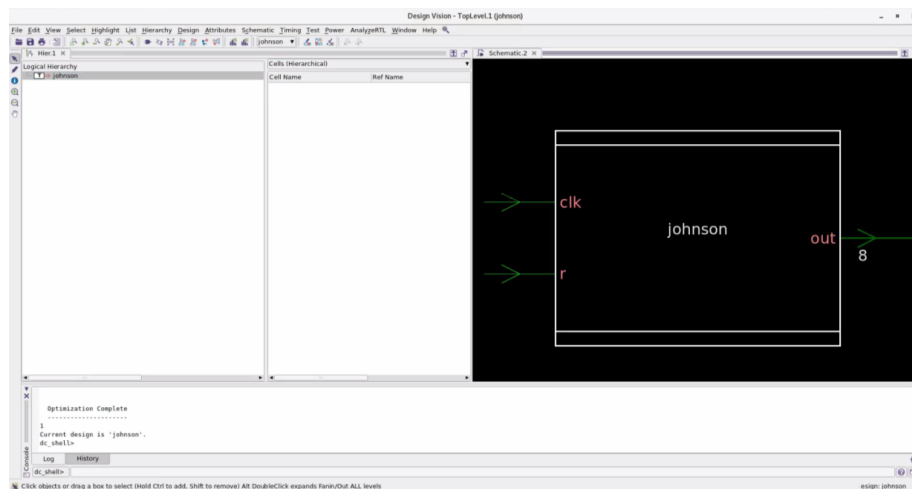 Design Vision - TopLevel.1 (johnson)
File Edit View Select Highlight List Hierarchy Design Attributes Schematic Timing Test Power AnalyzeRTL Window Help
johnson
Hier.1
Schematic.2
Logical Hierarchy
johnson
Cells (Hierarchical)
Cell Name Ref Name
clk
johnson
out
8
r
Optimization Complete
---------------------
1
Current design is 'johnson'.
dc_shell>
Console
Log History
dc_shell>
Click objects or drag a box to select (Hold Ctrl to add, Shift to remove) Alt DoubleClick expands Fanin/Out ALL levels
esign: johnson